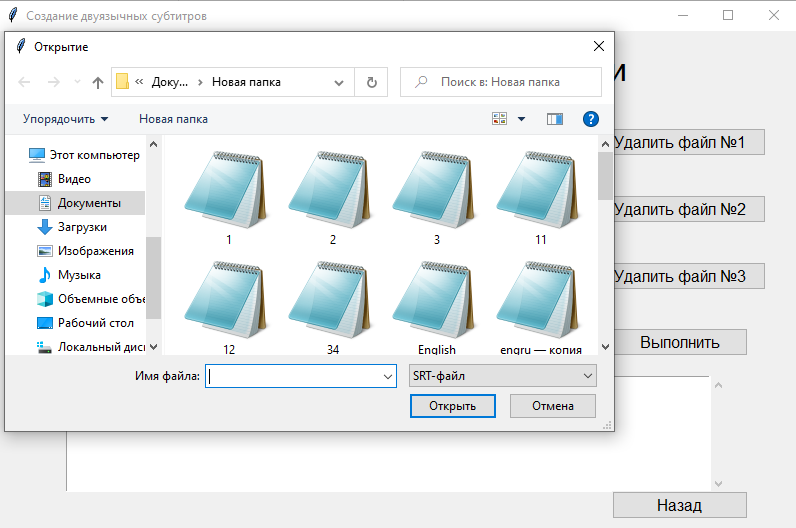 Создание двуязычных субтитров
Открытие
Доку...
Новая папка
Поиск в: Новая папка
Упорядочить
Новая папка
Этот компьютер
Видео
Документы
Загрузки
Изображения
Музыка
Объемные объе
Рабочий стол
Локальный дис
1
2
3
11
12
34
English
engru — копия
Имя файла:
SRT-файл
Открыть
Отмена
и
Удалить файл №1
Удалить файл №2
Удалить файл №3
Выполнить
Назад